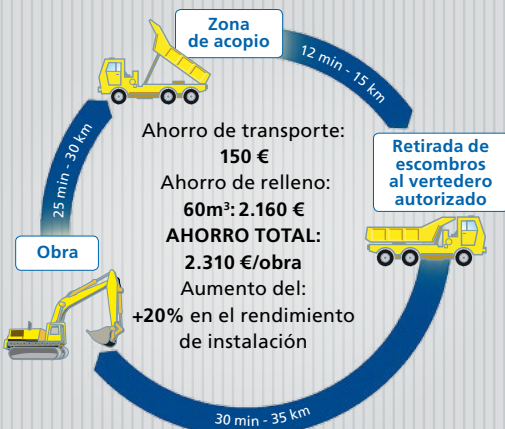 Zona
de acopio
12 min - 15 km
Retirada de
escombros
al vertedero
autorizado
30 min - 35 km
Obra
25 min - 30 km
Ahorro de transporte:
150 €
Ahorro de relleno:
60m³: 2.160 €
AHORRO TOTAL:
2.310 €/obra
Aumento del:
+20% en el rendimiento
de instalación